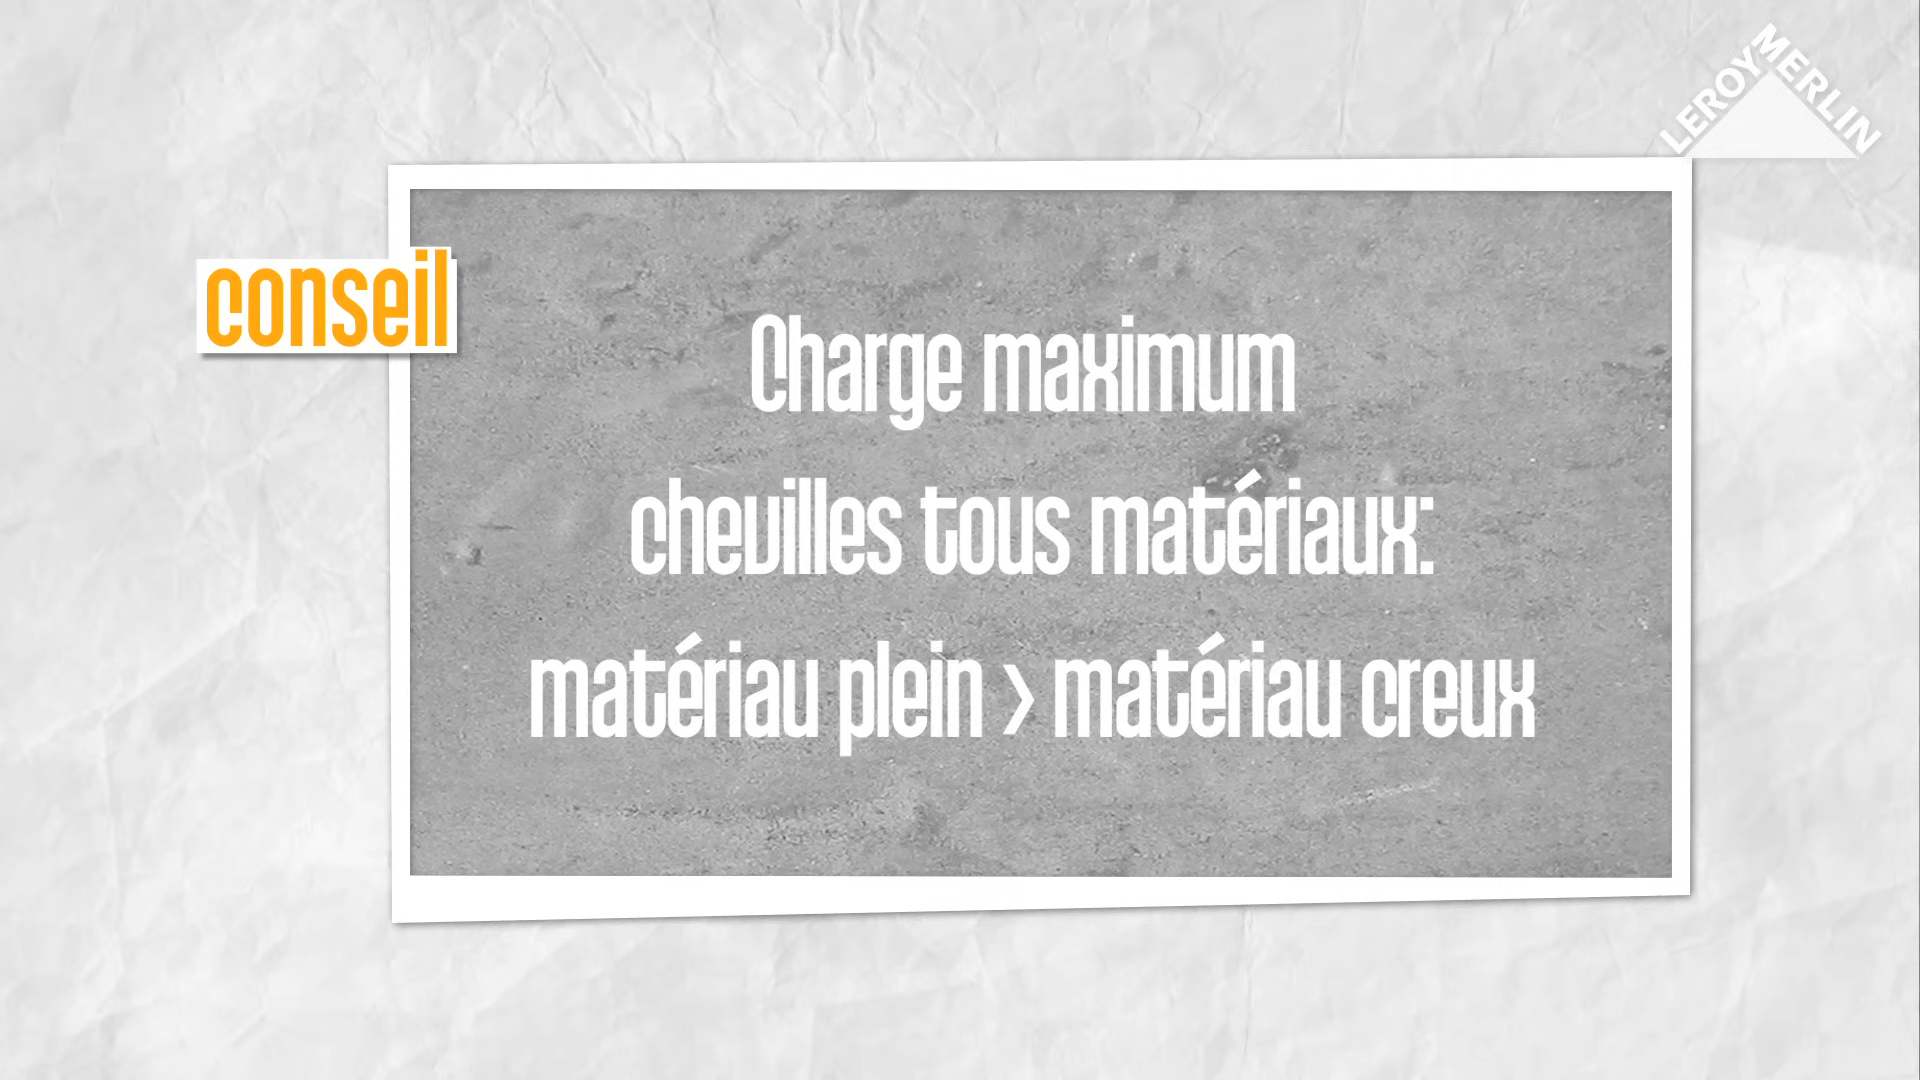 LEROY MERLIN
conseil
Charge maximum
chevilles tous matériaux:
matériau plein > matériau creux